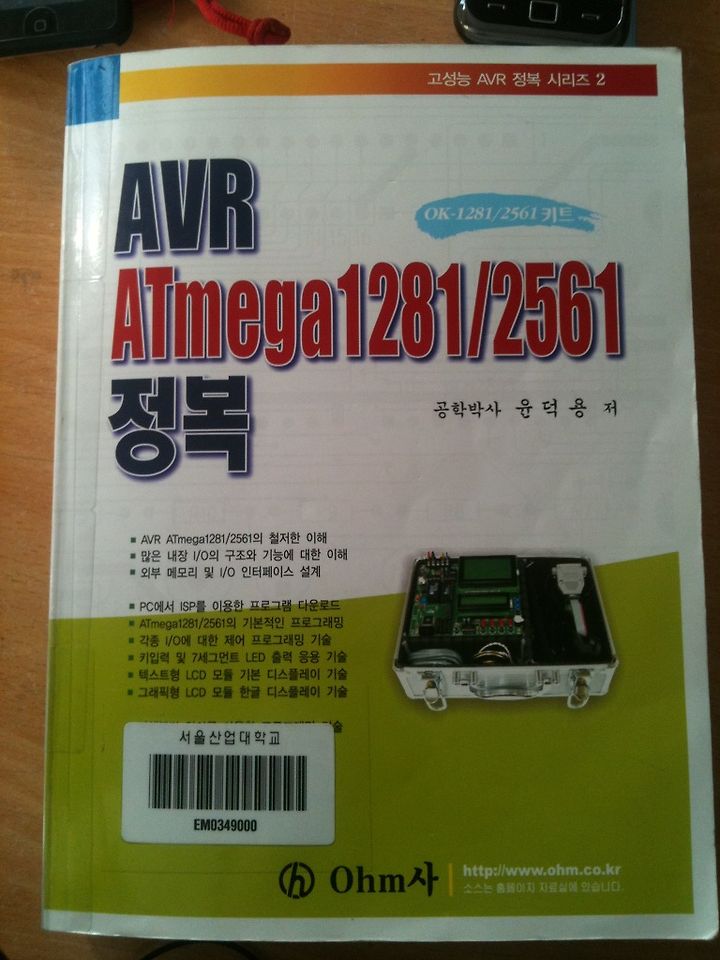 고성능 AVR 정복 시리즈 2
AVR
OK-1281/2561 키트
ATmega1281/2561
정복
공학박사 윤덕용 저
▪ AVR ATmega1281/2561의 철저한 이해
▪ 많은 내장 I/O의 구조와 기능에 대한 이해
▪ 외부 메모리 및 I/O 인터페이스 설계
▪ PC에서 ISP를 이용한 프로그램 다운로드
▪ ATmega1281/2561의 기본적인 프로그래밍
▪ 각종 I/O에 대한 제어 프로그래밍 기술
▪ 키입력 및 7세그먼트 LED 출력 응용 기술
▪ 텍스트형 LCD 모듈 기본 디스플레이 기술
▪ 그래픽형 LCD 모듈 한글 디스플레이 기술
기술
서울산업대학교
EM0349000
Ohm사
http://www.ohm.co.kr
소스는 홈페이지 자료실에 있습니다.